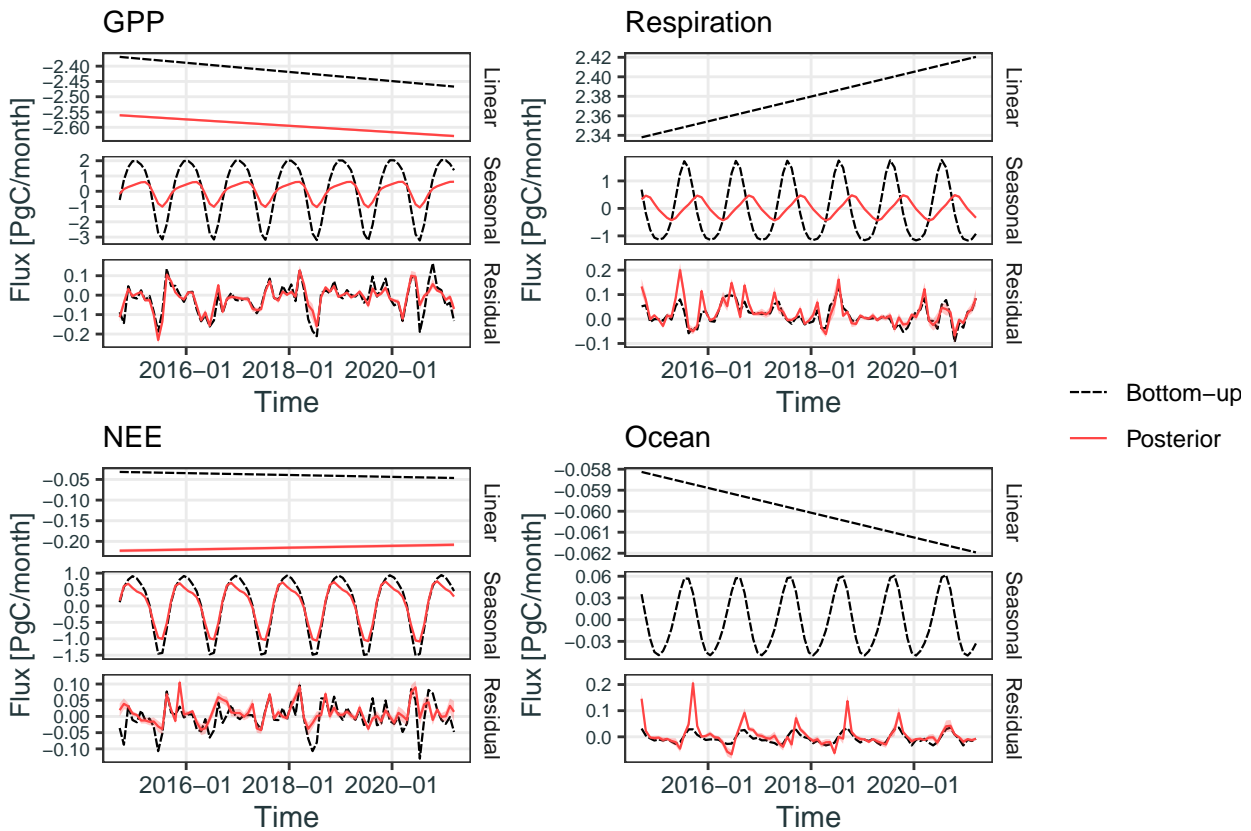 GPP
Respiration
Flux [PgC/month]
−2.40
−2.45
−2.50
−2.55
−2.60
Linear
2
1
0
−1
−2
−3
Seasonal
0.1
0.0
−0.1
−0.2
Residual
2016−01
2018−01
2020−01
Time
Flux [PgC/month]
2.42
2.40
2.38
2.36
2.34
Linear
1
0
−1
Seasonal
0.2
0.1
0.0
−0.1
Residual
2016−01
2018−01
2020−01
Time
Bottom−up
Posterior
NEE
Ocean
Flux [PgC/month]
−0.05
−0.10
−0.15
−0.20
Linear
1.0
0.5
0.0
−0.5
−1.0
−1.5
Seasonal
0.10
0.05
0.00
−0.05
−0.10
Residual
2016−01
2018−01
2020−01
Time
Flux [PgC/month]
−0.058
−0.059
−0.060
−0.061
−0.062
Linear
0.06
0.03
0.00
−0.03
Seasonal
0.2
0.1
0.0
Residual
2016−01
2018−01
2020−01
Time